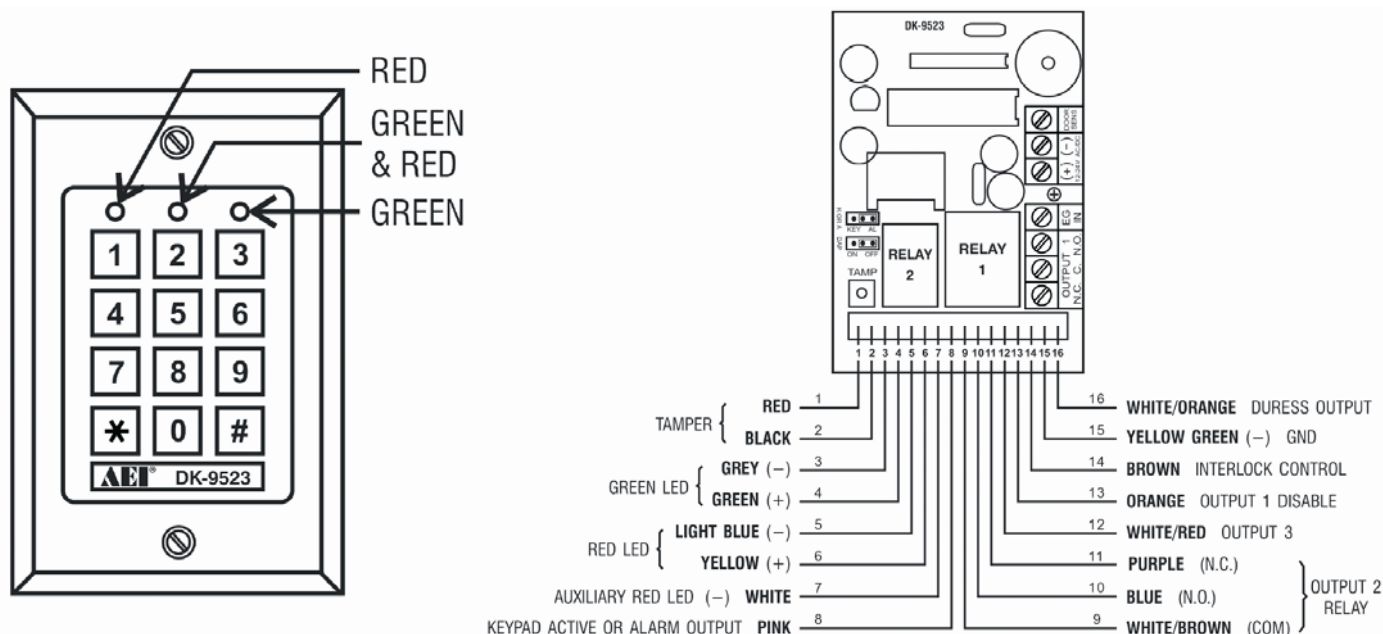 RED
GREEN
& RED
GREEN
1 2 3
4 5 6
7 8 9
* 0 #
AEI® DK-9523
DK-9523
DOOR SENS
(+) (-)
12-24V AC/DC
E.G IN
OUTPUT 1
N.C. C. N.O.
KEY AL
ON OFF
TAMP
RELAY 2
RELAY 1
1 2 3 4 5 6 7 8 9 10 11 12 13 14 15 16
TAMPER
RED 1
BLACK 2
GREEN LED
GREY (−) 3
GREEN (+) 4
RED LED
LIGHT BLUE (−) 5
YELLOW (+) 6
AUXILIARY RED LED (−) WHITE 7
KEYPAD ACTIVE OR ALARM OUTPUT PINK 8
16 WHITE/ORANGE DURESS OUTPUT
15 YELLOW GREEN (−) GND
14 BROWN INTERLOCK CONTROL
13 ORANGE OUTPUT 1 DISABLE
12 WHITE/RED OUTPUT 3
11 PURPLE (N.C.)
10 BLUE (N.O.)
9 WHITE/BROWN (COM)
OUTPUT 2
RELAY